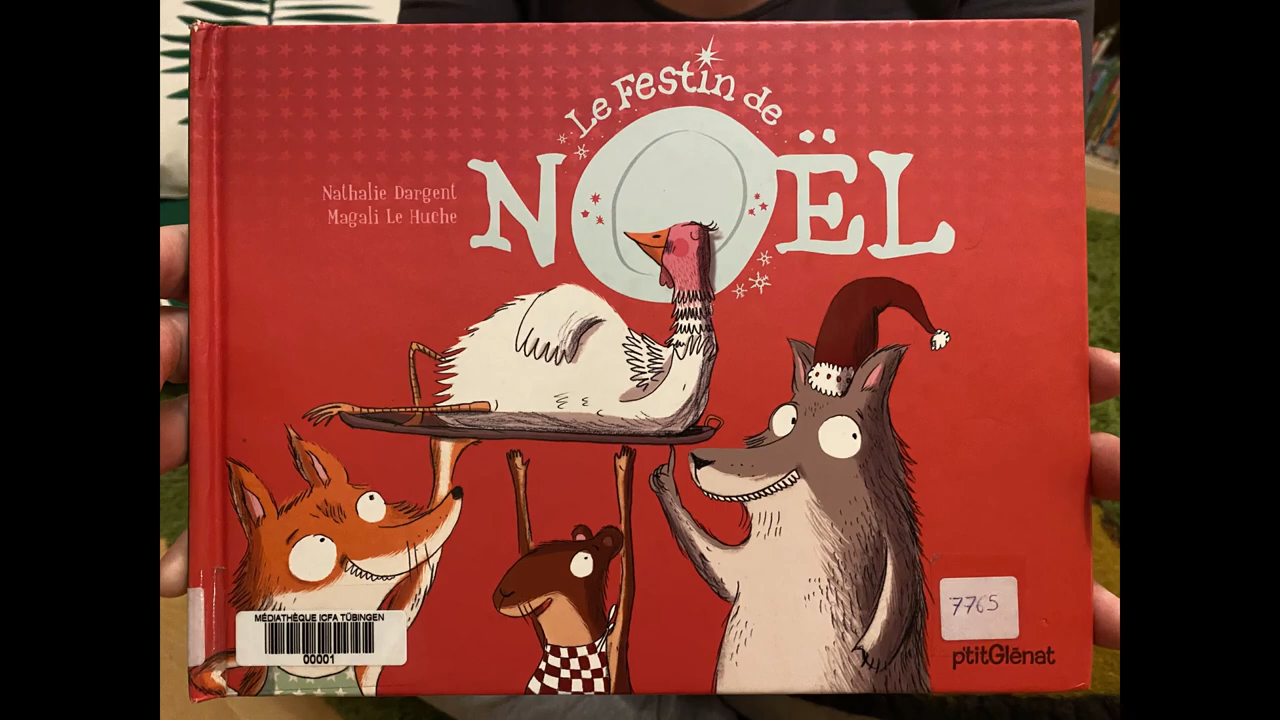 Le Festin de
NOËL
Nathalie Dargent
Magali Le Huche
MÉDIATHÈQUE ICFA TÜBINGEN
00001
7765
p'titGlénat